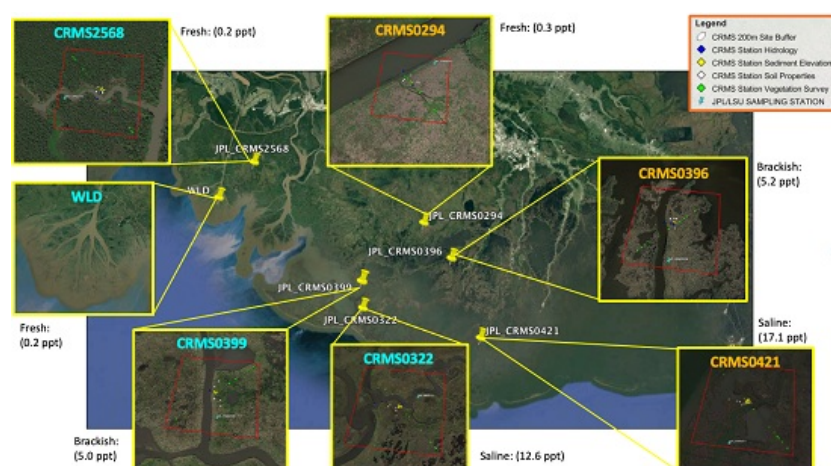 CRMS2568
Fresh: (0.2 ppt)
CRMS0294
Fresh: (0.3 ppt)
Legend
CRMS 200m Site Buffer
CRMS Station Hidrology
CRMS Station Sediment Elevation
CRMS Station Soil Properties
CRMS Station Vegetation Survey
JPL/LSU SAMPLING STATION
JPL_CRMS2568
WLD
WLD
JPL_CRMS0294
CRMS0396
Brackish:
(5.2 ppt)
JPL_CRMS0396
JPL_CRMS0399
JPL_CRMS0322
JPL_CRMS0421
Fresh:
(0.2 ppt)
Saline:
(17.1 ppt)
CRMS0399
CRMS0322
CRMS0421
Brackish:
(5.0 ppt)
Saline: (12.6 ppt)